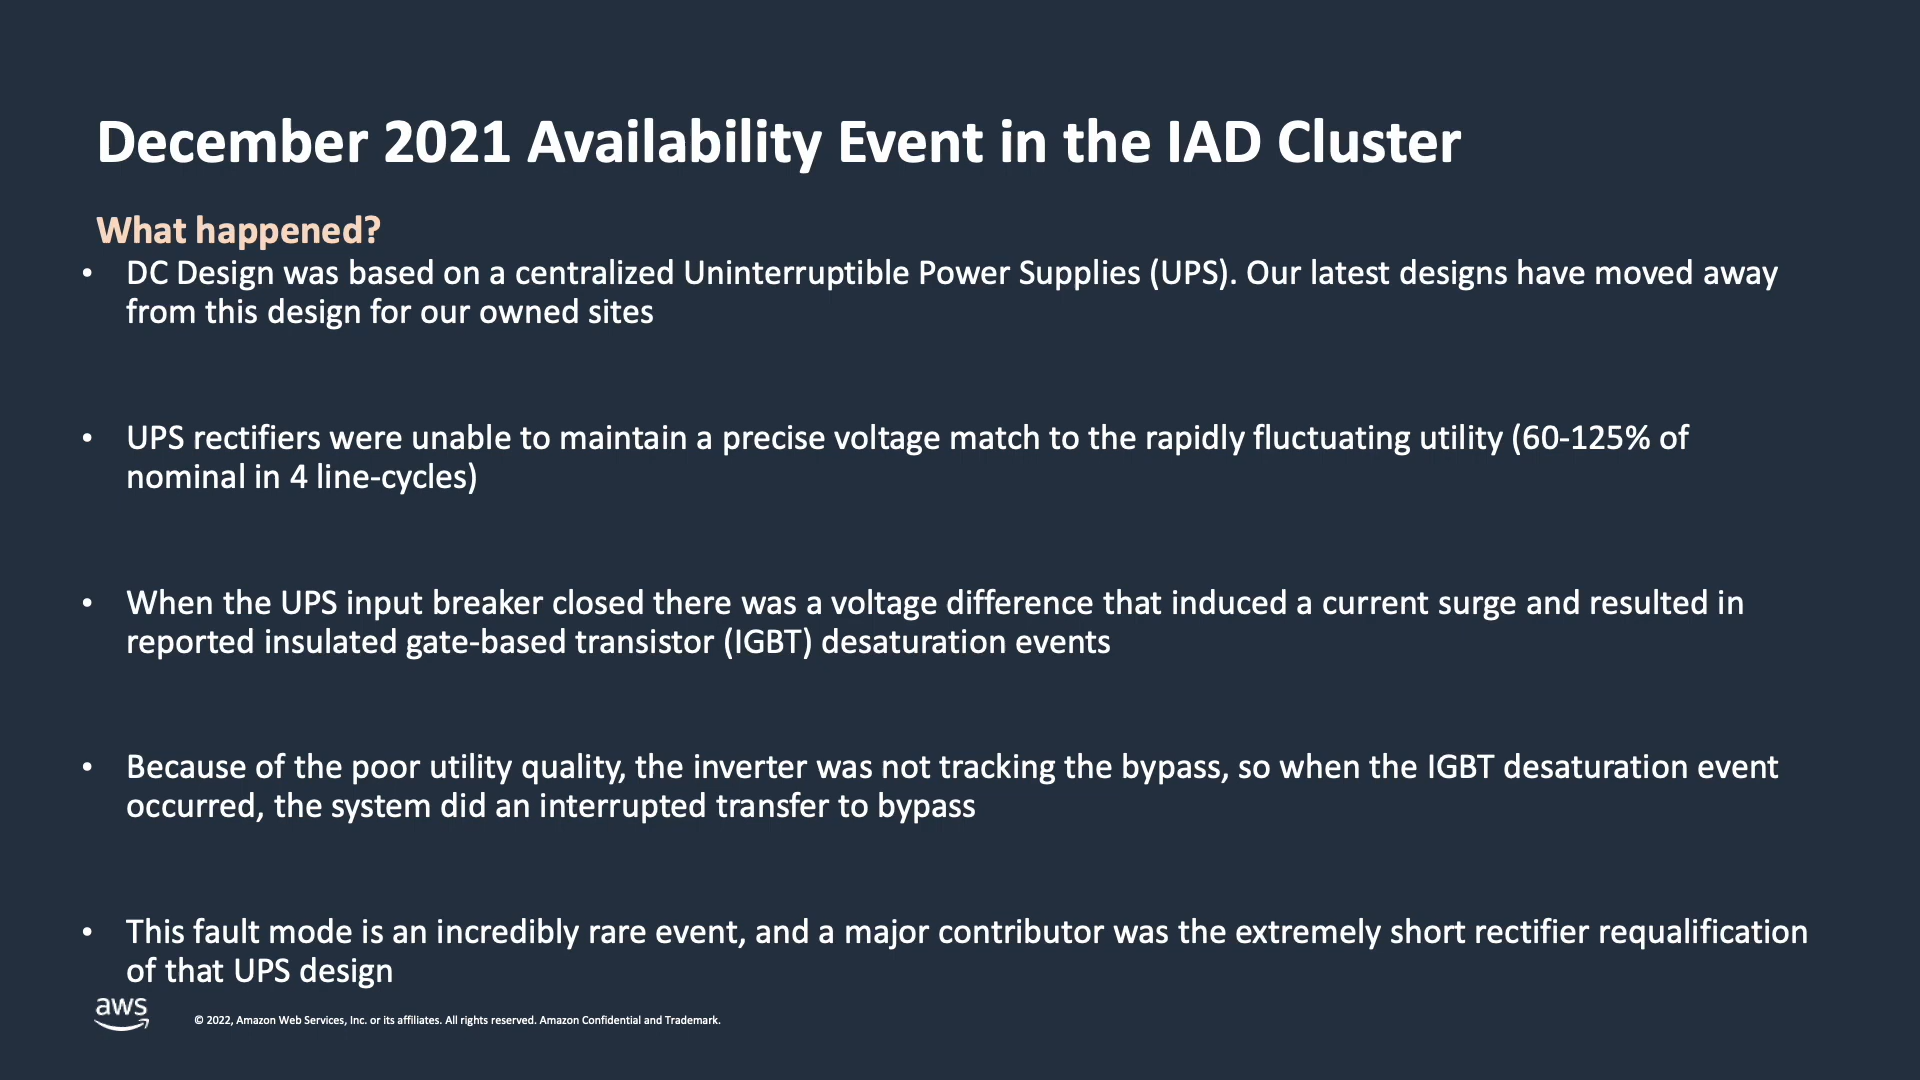 December 2021 Availability Event in the IAD Cluster
What happened?
• DC Design was based on a centralized Uninterruptible Power Supplies (UPS). Our latest designs have moved away
from this design for our owned sites
• UPS rectifiers were unable to maintain a precise voltage match to the rapidly fluctuating utility (60-125% of
nominal in 4 line-cycles)
• When the UPS input breaker closed there was a voltage difference that induced a current surge and resulted in
reported insulated gate-based transistor (IGBT) desaturation events
• Because of the poor utility quality, the inverter was not tracking the bypass, so when the IGBT desaturation event
occurred, the system did an interrupted transfer to bypass
• This fault mode is an incredibly rare event, and a major contributor was the extremely short rectifier requalification
of that UPS design
aws
© 2022, Amazon Web Services, Inc. or its affiliates. All rights reserved. Amazon Confidential and Trademark.